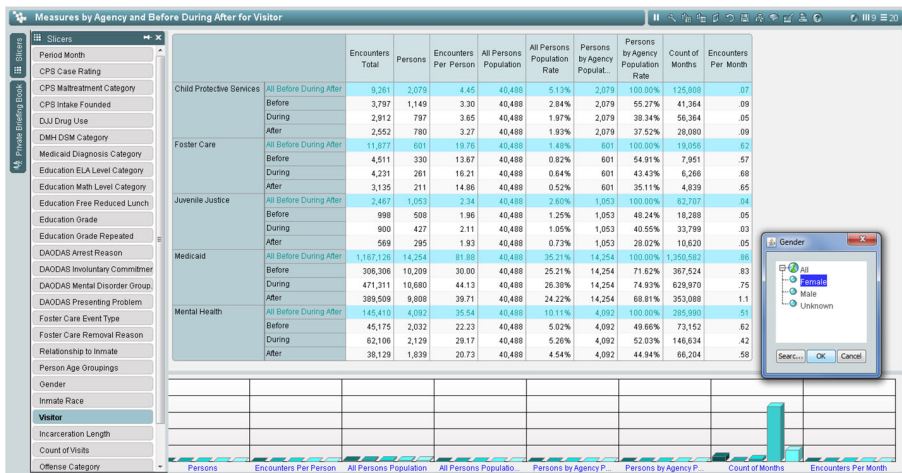 Measures by Agency and Before During After for Visitor
9 20
Slicers
Private Briefing Book
Slicers
Period Month
CPS Case Rating
CPS Maltreatment Category
CPS Intake Founded
DJJ Drug Use
DMH DSM Category
Medicaid Diagnosis Category
Education ELA Level Category
Education Math Level Category
Education Free Reduced Lunch
Education Grade
Education Grade Repeated
DAODAS Arrest Reason
DAODAS Involuntary Commitmer
DAODAS Mental Disorder Group.
DAODAS Presenting Problem
Foster Care Event Type
Foster Care Removal Reason
Relationship to Inmate
Person Age Groupings
Gender
Inmate Race
Visitor
Incarceration Length
Count of Visits
Offense Category
Encounters Total Persons Encounters Per Person All Persons Population All Persons Population Rate Persons by Agency Populat... Persons by Agency Population Rate Count of Months Encounters Per Month
Child Protective Services All Before During After 9,261 2,079 4.45 40,488 5.13% 2,079 100.00% 125,808 .07
Before 3,797 1,149 3.30 40,488 2.84% 2,079 55.27% 41,364 .09
During 2,912 797 3.65 40,488 1.97% 2,079 38.34% 56,364 .05
After 2,552 780 3.27 40,488 1.93% 2,079 37.52% 28,080 .09
Foster Care All Before During After 11,877 601 19.76 40,488 1.48% 601 100.00% 19,056 .62
Before 4,511 330 13.67 40,488 0.82% 601 54.91% 7,951 .57
During 4,231 261 16.21 40,488 0.64% 601 43.43% 6,266 .68
After 3,135 211 14.86 40,488 0.52% 601 35.11% 4,839 .65
Juvenile Justice All Before During After 2,467 1,053 2.34 40,488 2.60% 1,053 100.00% 62,707 .04
Before 998 508 1.96 40,488 1.25% 1,053 48.24% 18,288 .05
During 900 427 2.11 40,488 1.05% 1,053 40.55% 33,799 .03
After 569 295 1.93 40,488 0.73% 1,053 28.02% 10,620 .05
Medicaid All Before During After 1,167,126 14,254 81.88 40,488 35.21% 14,254 100.00% 1,350,582 .86
Before 306,306 10,209 30.00 40,488 25.21% 14,254 71.62% 367,524 .83
During 471,311 10,680 44.13 40,488 26.38% 14,254 74.93% 629,970 .75
After 389,509 9,808 39.71 40,488 24.22% 14,254 68.81% 353,088 1.1
Mental Health All Before During After 145,410 4,092 35.54 40,488 10.11% 4,092 100.00% 285,990 .51
Before 45,175 2,032 22.23 40,488 5.02% 4,092 49.66% 73,152 .62
During 62,106 2,129 29.17 40,488 5.26% 4,092 52.03% 146,634 .42
After 38,129 1,839 20.73 40,488 4.54% 4,092 44.94% 66,204 .58
Gender
All
Female
Male
Unknown
Searc... OK Cancel
Persons Encounters Per Person All Persons Population All Persons Populatio... Persons by Agency P... Persons by Agency P... Count of Months Encounters Per Month